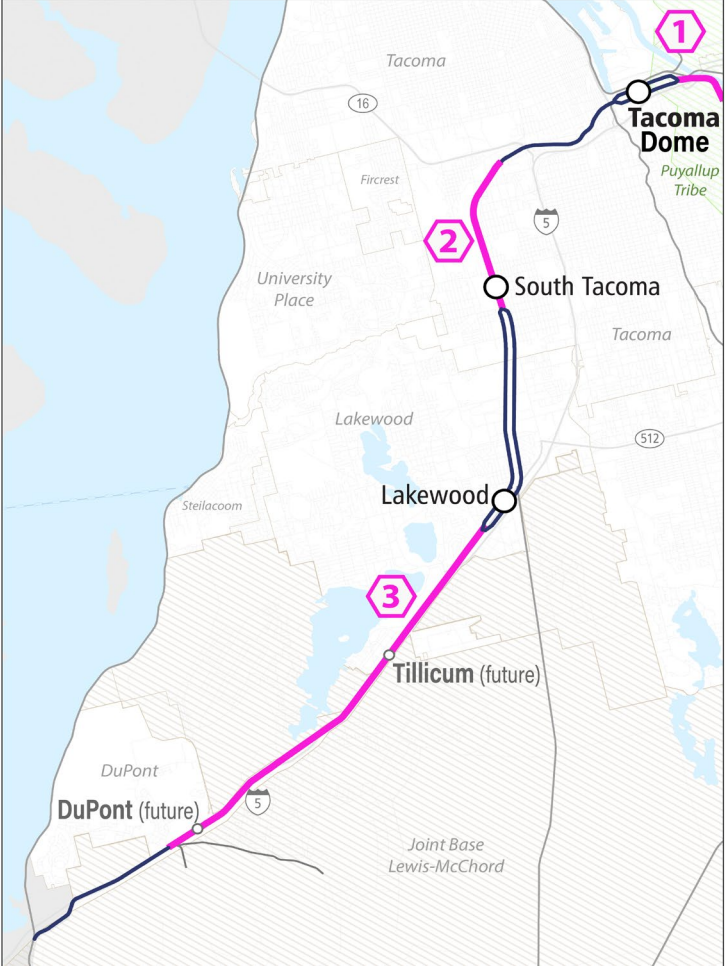 1
Tacoma
16
Tacoma
Dome
Puyallup
Tribe
Fircrest
5
2
University
Place
South Tacoma
Tacoma
Lakewood
512
Lakewood
Steilacoom
3
Tillicum (future)
DuPont
5
DuPont (future)
Joint Base
Lewis-McChord